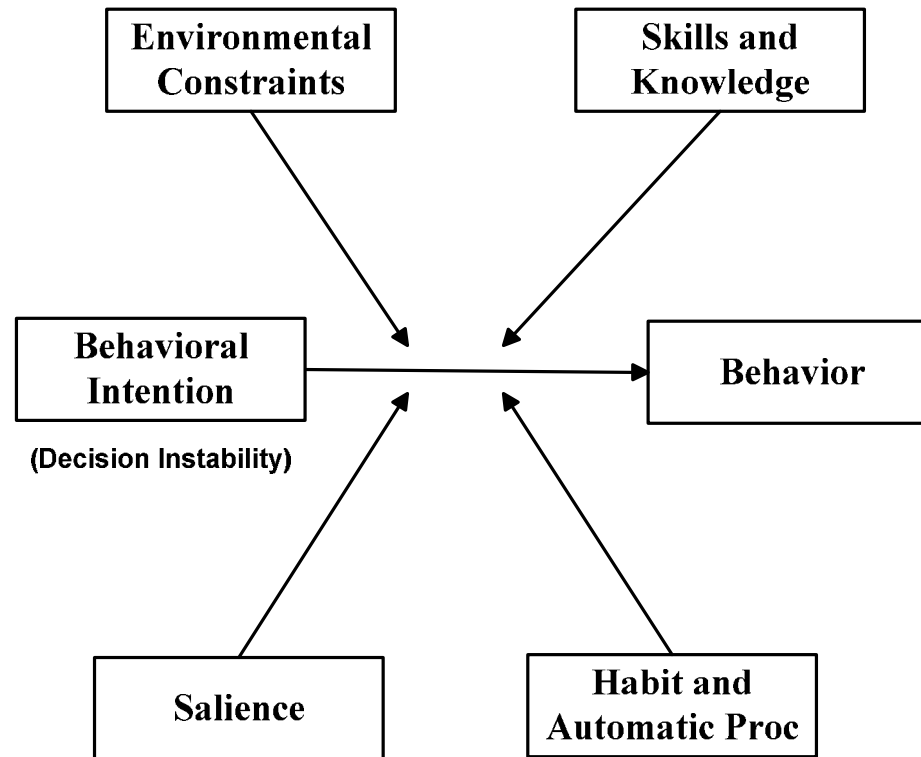 Environmental
Constraints
Skills and
Knowledge
Behavioral
Intention
(Decision Instability)
Behavior
Salience
Habit and
Automatic Proc